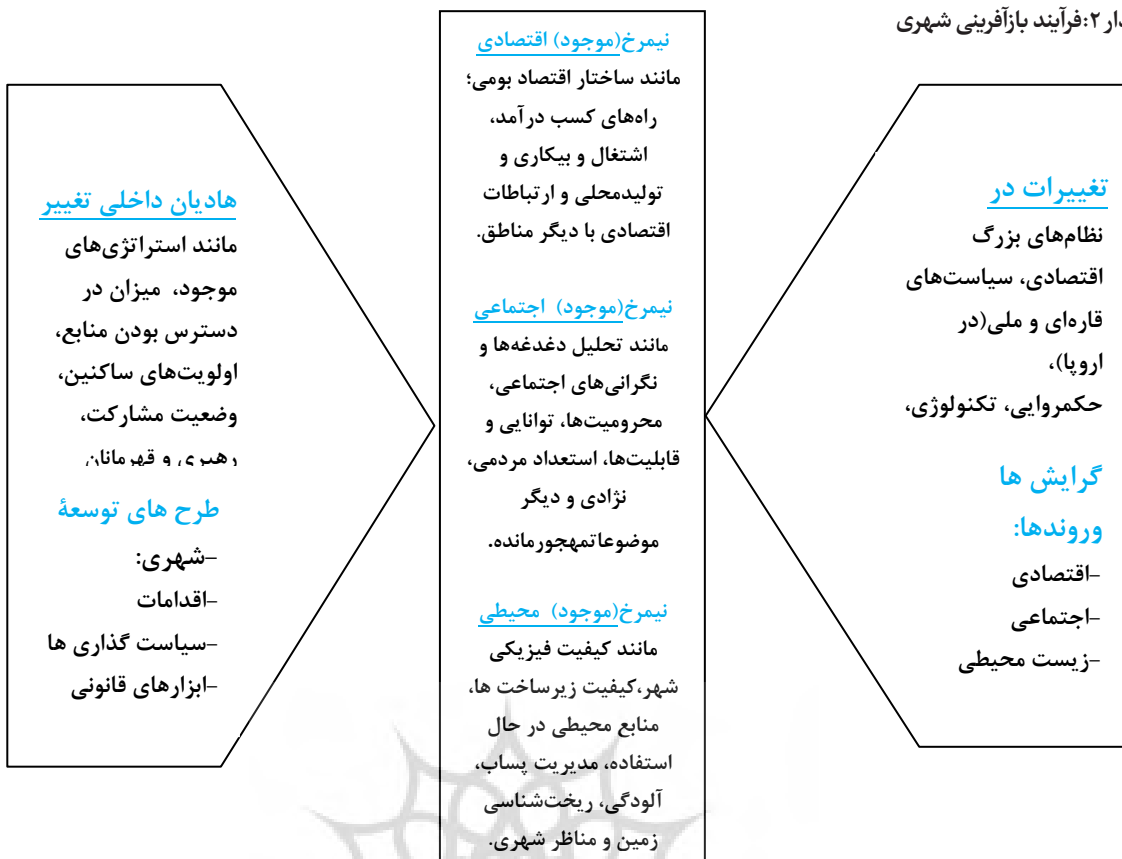 دار ۲:فرآیند بازآفرینی شهری
تغییرات در
نظام‌های بزرگ
اقتصادی، سیاست‌های
قاره‌ای و ملی(در
اروپا)،
حکمروایی، تکنولوژی،
گرایش ها
وروندها:
-اقتصادی
-اجتماعی
-زیست محیطی
نیمرخ(موجود) اقتصادی
مانند ساختار اقتصاد بومی؛
راه‌های کسب درآمد،
اشتغال و بیکاری و
تولیدمحلی و ارتباطات
اقتصادی با دیگر مناطق.
نیمرخ(موجود) اجتماعی
مانند تحلیل دغدغه‌ها و
نگرانی‌های اجتماعی،
محرومیت‌ها، توانایی و
قابلیت‌ها، استعداد مردمی،
نژادی و دیگر
موضوعاتمهجورمانده.
نیمرخ(موجود) محیطی
مانند کیفیت فیزیکی
شهر،کیفیت زیرساخت ها،
منابع محیطی در حال
استفاده، مدیریت پساب،
آلودگی، ریخت‌شناسی
زمین و مناظر شهری.
هادیان داخلی تغییر
مانند استراتژی‌های
موجود، میزان در
دسترس بودن منابع،
اولویت‌های ساکنین،
وضعیت مشارکت،
رهبری و قهرمانان
طرح های توسعهٔ
-شهری:
-اقدامات
-سیاست گذاری ها
-ابزارهای قانونی